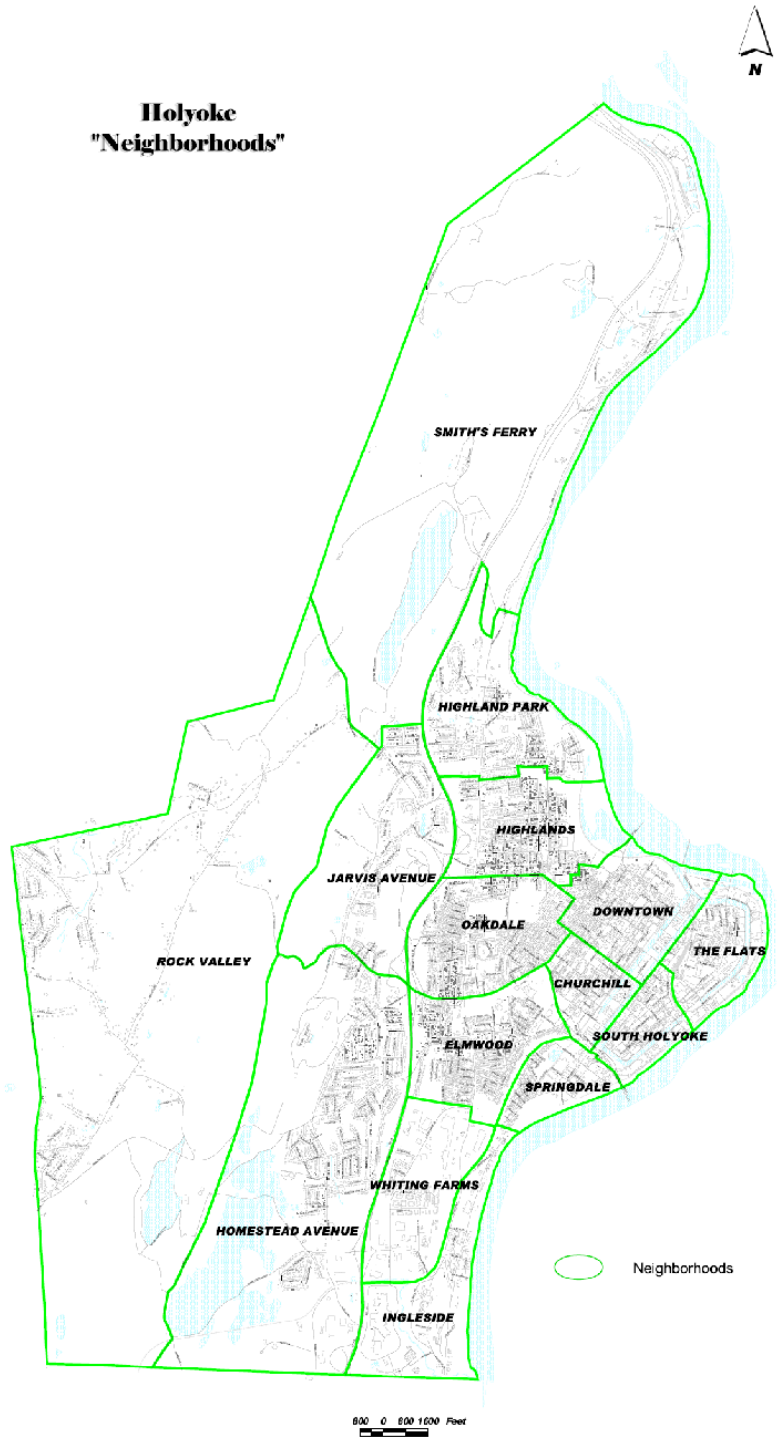 N
Holyoke
"Neighborhoods"
SMITH'S FERRY
HIGHLAND PARK
HIGHLANDS
JARVIS AVENUE
OAKDALE
DOWNTOWN
THE FLATS
ROCK VALLEY
CHURCHILL
SOUTH HOLYOKE
ELMWOOD
SPRINGDALE
WHITING FARMS
HOMESTEAD AVENUE
Neighborhoods
INGLESIDE
800 0 800 1600 Feet